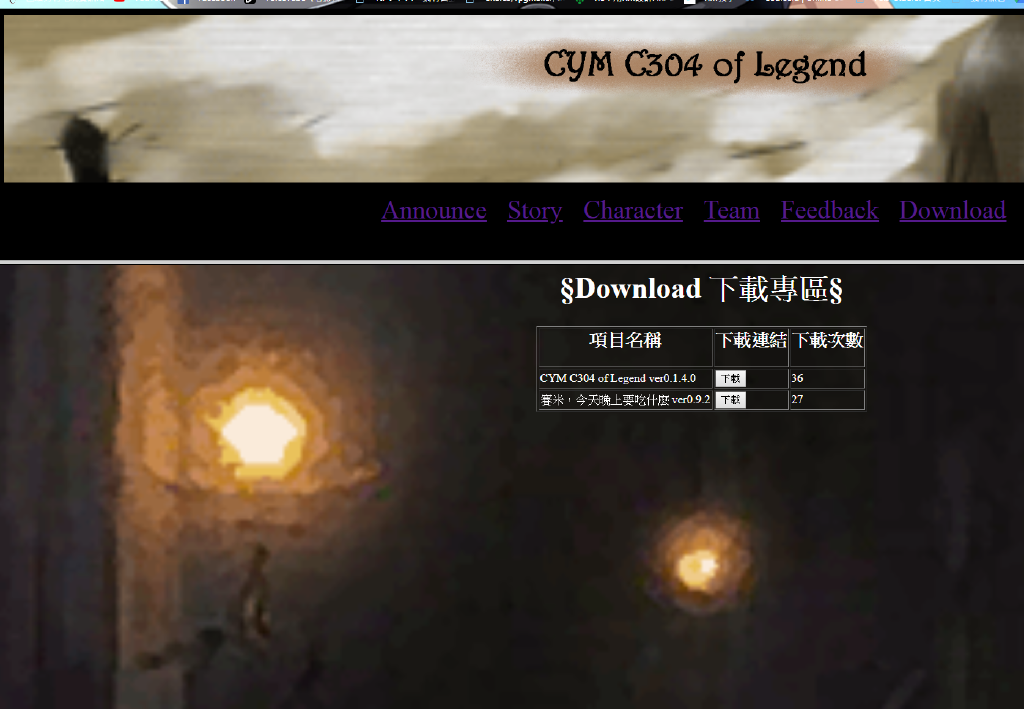 CYM C304 of Legend
Announce Story Character Team Feedback Download
§Download 下載專區§
項目名稱 下載連結 下載次數
CYM C304 of Legend ver0.1.4.0 下載 36
賽米，今天晚上要吃什麼 ver0.9.2 下載 27